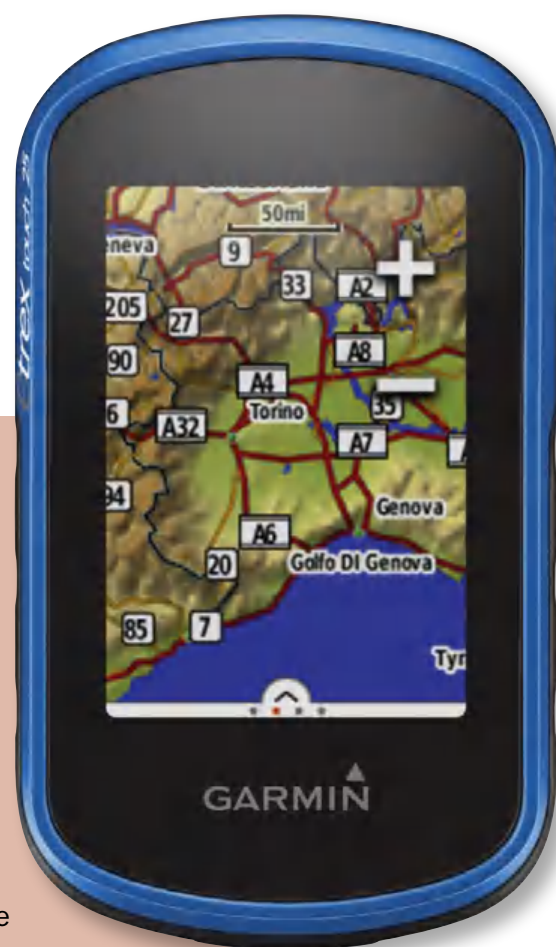 50mi
eneva
9
33
A2
205
27
A8
90
A4
35
6
Torino
A32
A7
94
Genova
A6
20
Golfo DI Genova
85
7
Tyr
GARMIN
etrex touch 25
e